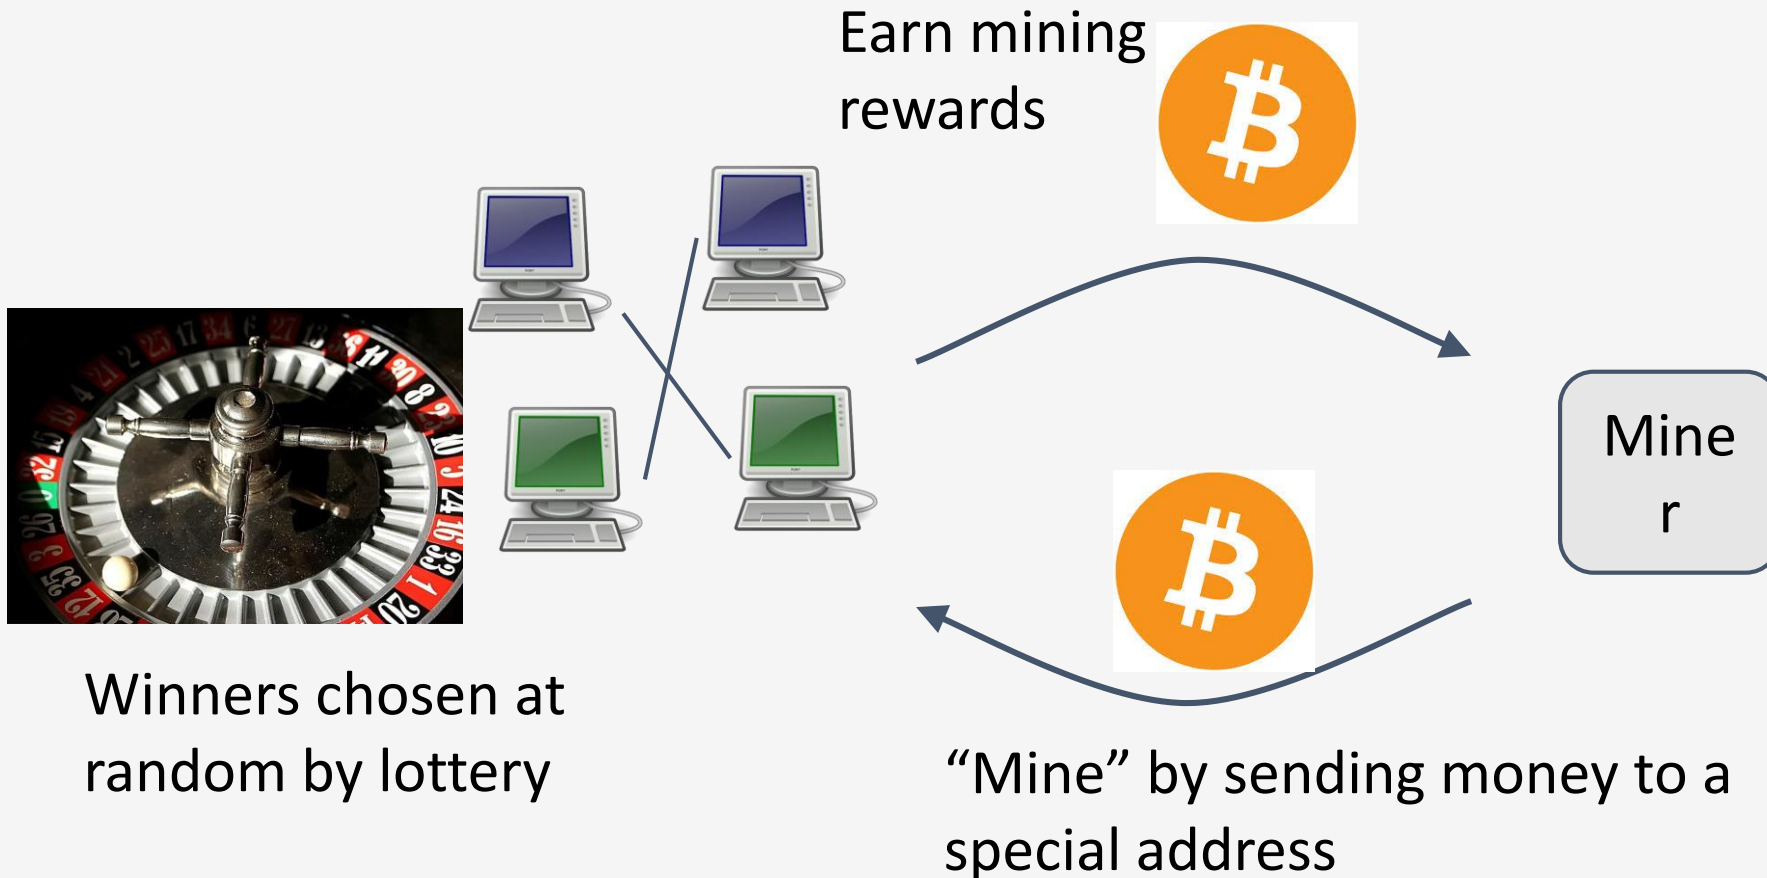 Earn mining
rewards
Mine
r
Winners chosen at
random by lottery
“Mine” by sending money to a
special address